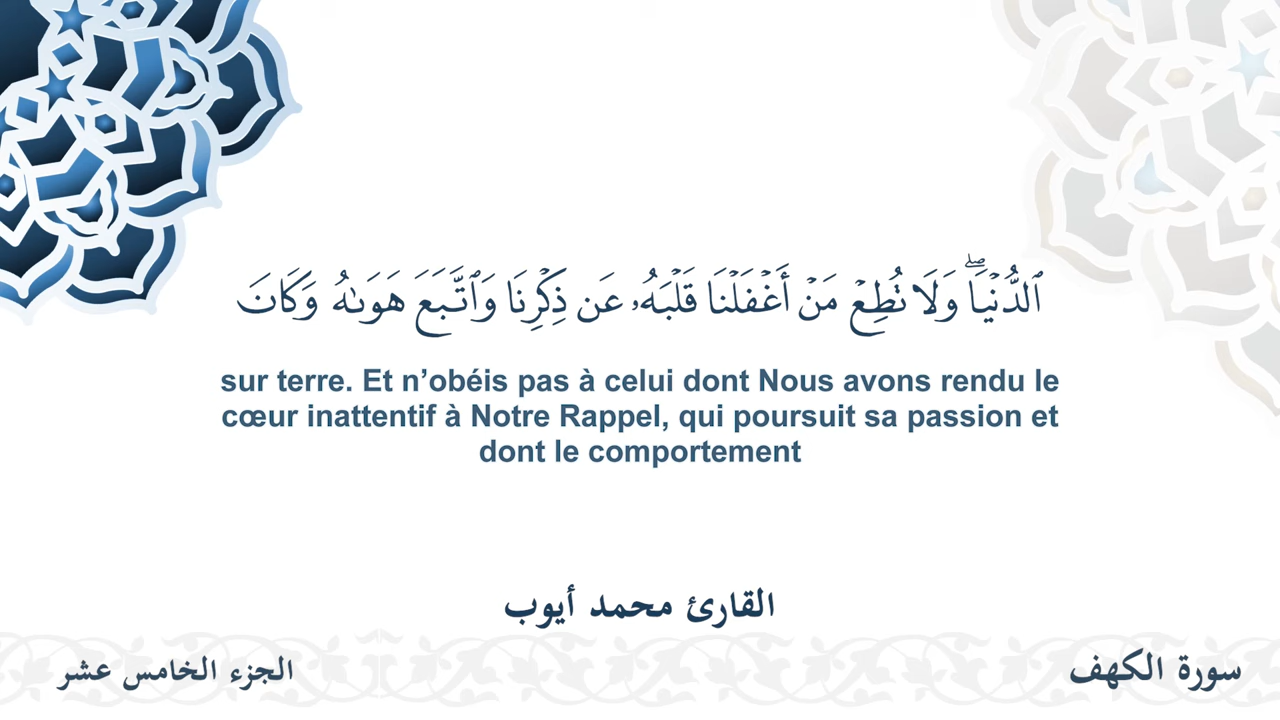 ٱلدُّنۡيَاۖ وَلَا تُطِعۡ مَنۡ أَغۡفَلۡنَا قَلۡبَهُۥ عَن ذِكۡرِنَا وَٱتَّبَعَ هَوَىٰهُ وَكَانَ
sur terre. Et n’obéis pas à celui dont Nous avons rendu le
cœur inattentif à Notre Rappel, qui poursuit sa passion et
dont le comportement
القارئ محمد أيوب
سورة الكهف
الجزء الخامس عشر